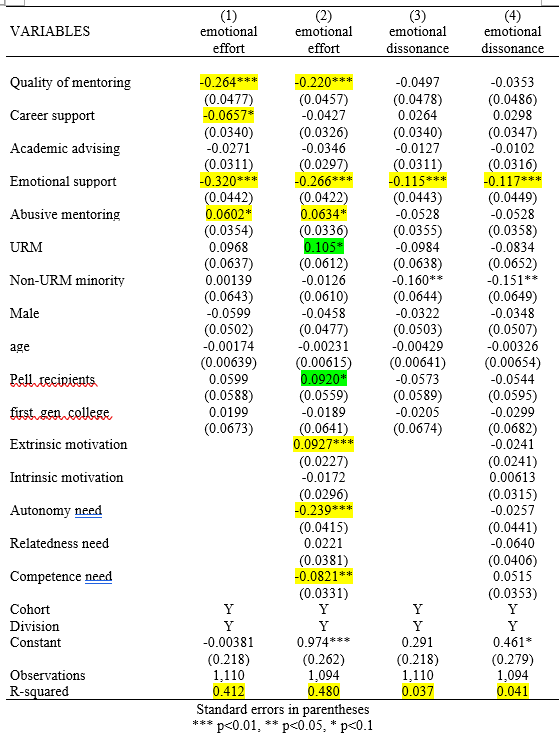 (1) (2) (3) (4)
VARIABLES emotional emotional emotional emotional
effort effort dissonance dissonance
Quality of mentoring -0.264*** -0.220*** -0.0497 -0.0353
(0.0477) (0.0457) (0.0478) (0.0486)
Career support -0.0657* -0.0427 0.0264 0.0298
(0.0340) (0.0326) (0.0340) (0.0347)
Academic advising -0.0271 -0.0346 -0.0127 -0.0102
(0.0311) (0.0297) (0.0311) (0.0316)
Emotional support -0.320*** -0.266*** -0.115*** -0.117***
(0.0442) (0.0422) (0.0443) (0.0449)
Abusive mentoring 0.0602* 0.0634* -0.0528 -0.0528
(0.0354) (0.0336) (0.0355) (0.0358)
URM 0.0968 0.105* -0.0984 -0.0834
(0.0637) (0.0612) (0.0638) (0.0652)
Non-URM minority 0.00139 -0.0126 -0.160** -0.151**
(0.0643) (0.0610) (0.0644) (0.0649)
Male -0.0599 -0.0458 -0.0322 -0.0348
(0.0502) (0.0477) (0.0503) (0.0507)
age -0.00174 -0.00231 -0.00429 -0.00326
(0.00639) (0.00615) (0.00641) (0.00654)
Pell_recipients 0.0599 0.0920* -0.0573 -0.0544
(0.0588) (0.0559) (0.0589) (0.0595)
first_gen_college 0.0199 -0.0189 -0.0205 -0.0299
(0.0673) (0.0641) (0.0674) (0.0682)
Extrinsic motivation 0.0927*** -0.0241
(0.0227) (0.0241)
Intrinsic motivation -0.0172 0.00613
(0.0296) (0.0315)
Autonomy need -0.239*** -0.0257
(0.0415) (0.0441)
Relatedness need 0.0221 -0.0640
(0.0381) (0.0406)
Competence need -0.0821** 0.0515
(0.0331) (0.0353)
Cohort Y Y Y Y
Division Y Y Y Y
Constant -0.00381 0.974*** 0.291 0.461*
(0.218) (0.262) (0.218) (0.279)
Observations 1,110 1,094 1,110 1,094
R-squared 0.412 0.480 0.037 0.041
Standard errors in parentheses
*** p<0.01, ** p<0.05, * p<0.1